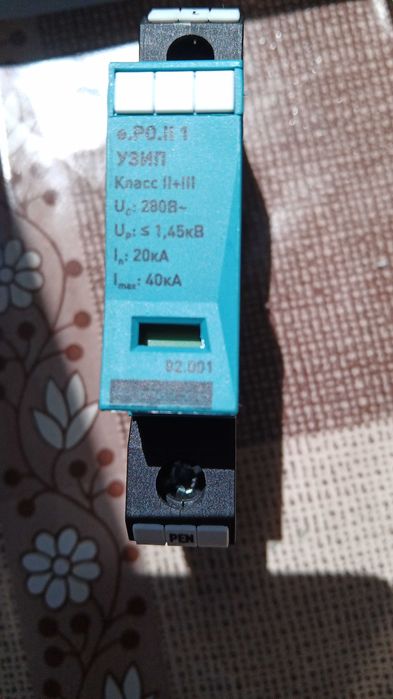 L
e.PO.II 1
УЗИП
Класс II+III
Uc: 280В~
Up: ≤ 1,45кВ
In: 20кА
Imax: 40кА
02.001
PEN